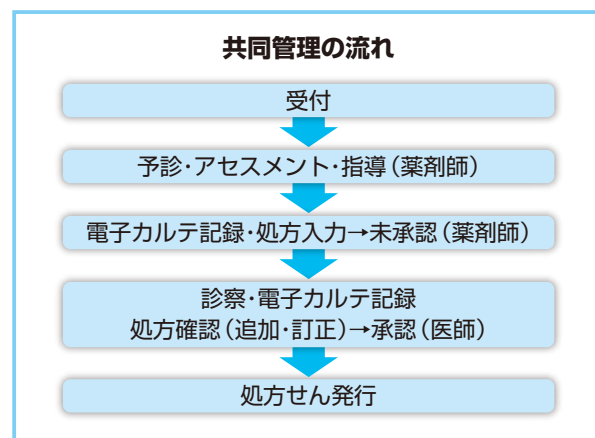 共同管理の流れ
受付
予診・アセスメント・指導（薬剤師）
電子カルテ記録・処方入力→未承認（薬剤師）
診察・電子カルテ記録
処方確認（追加・訂正）→承認（医師）
処方せん発行